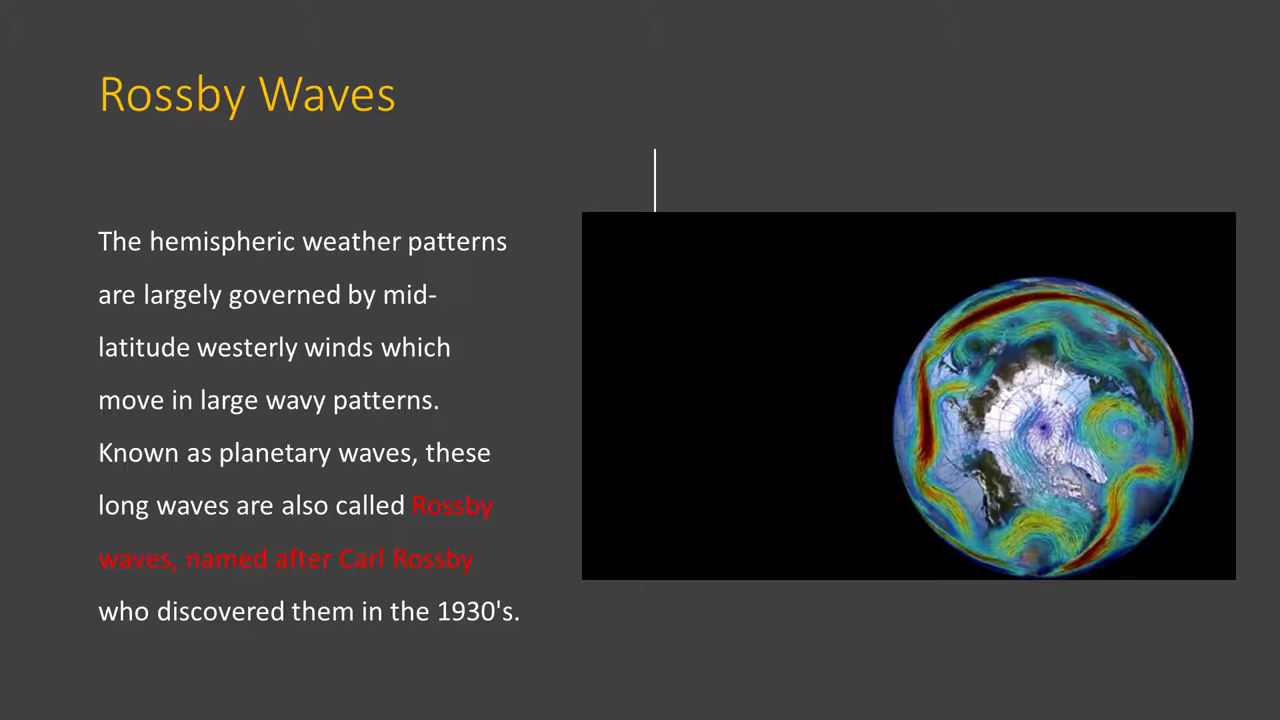 Rossby Waves
The hemispheric weather patterns
are largely governed by mid-
latitude westerly winds which
move in large wavy patterns.
Known as planetary waves, these
long waves are also called Rossby
waves, named after Carl Rossby
who discovered them in the 1930's.